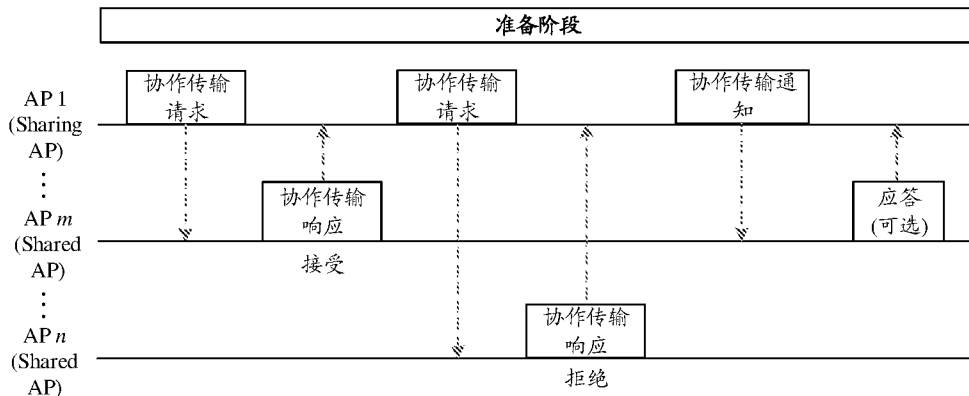 准备阶段
AP 1
(Sharing
AP)
协作传输
请求
协作传输
请求
协作传输通
知
AP m
(Shared
AP)
协作传输
响应
接受
应答
(可选)
AP n
(Shared
AP)
协作传输
响应
拒绝